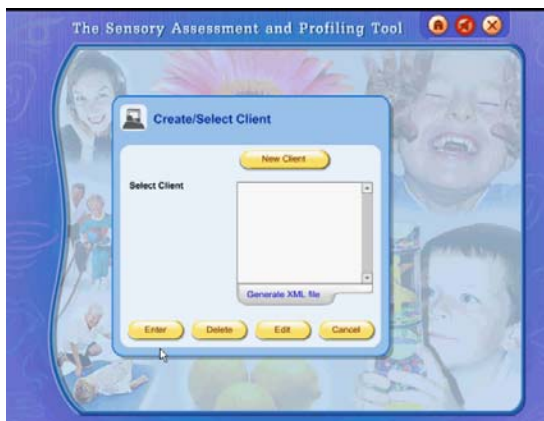 The Sensory Assessment and Profiling Tool
Create/Select Client
New Client
Select Client
Generate XML file
Enter Delete Edit Cancel